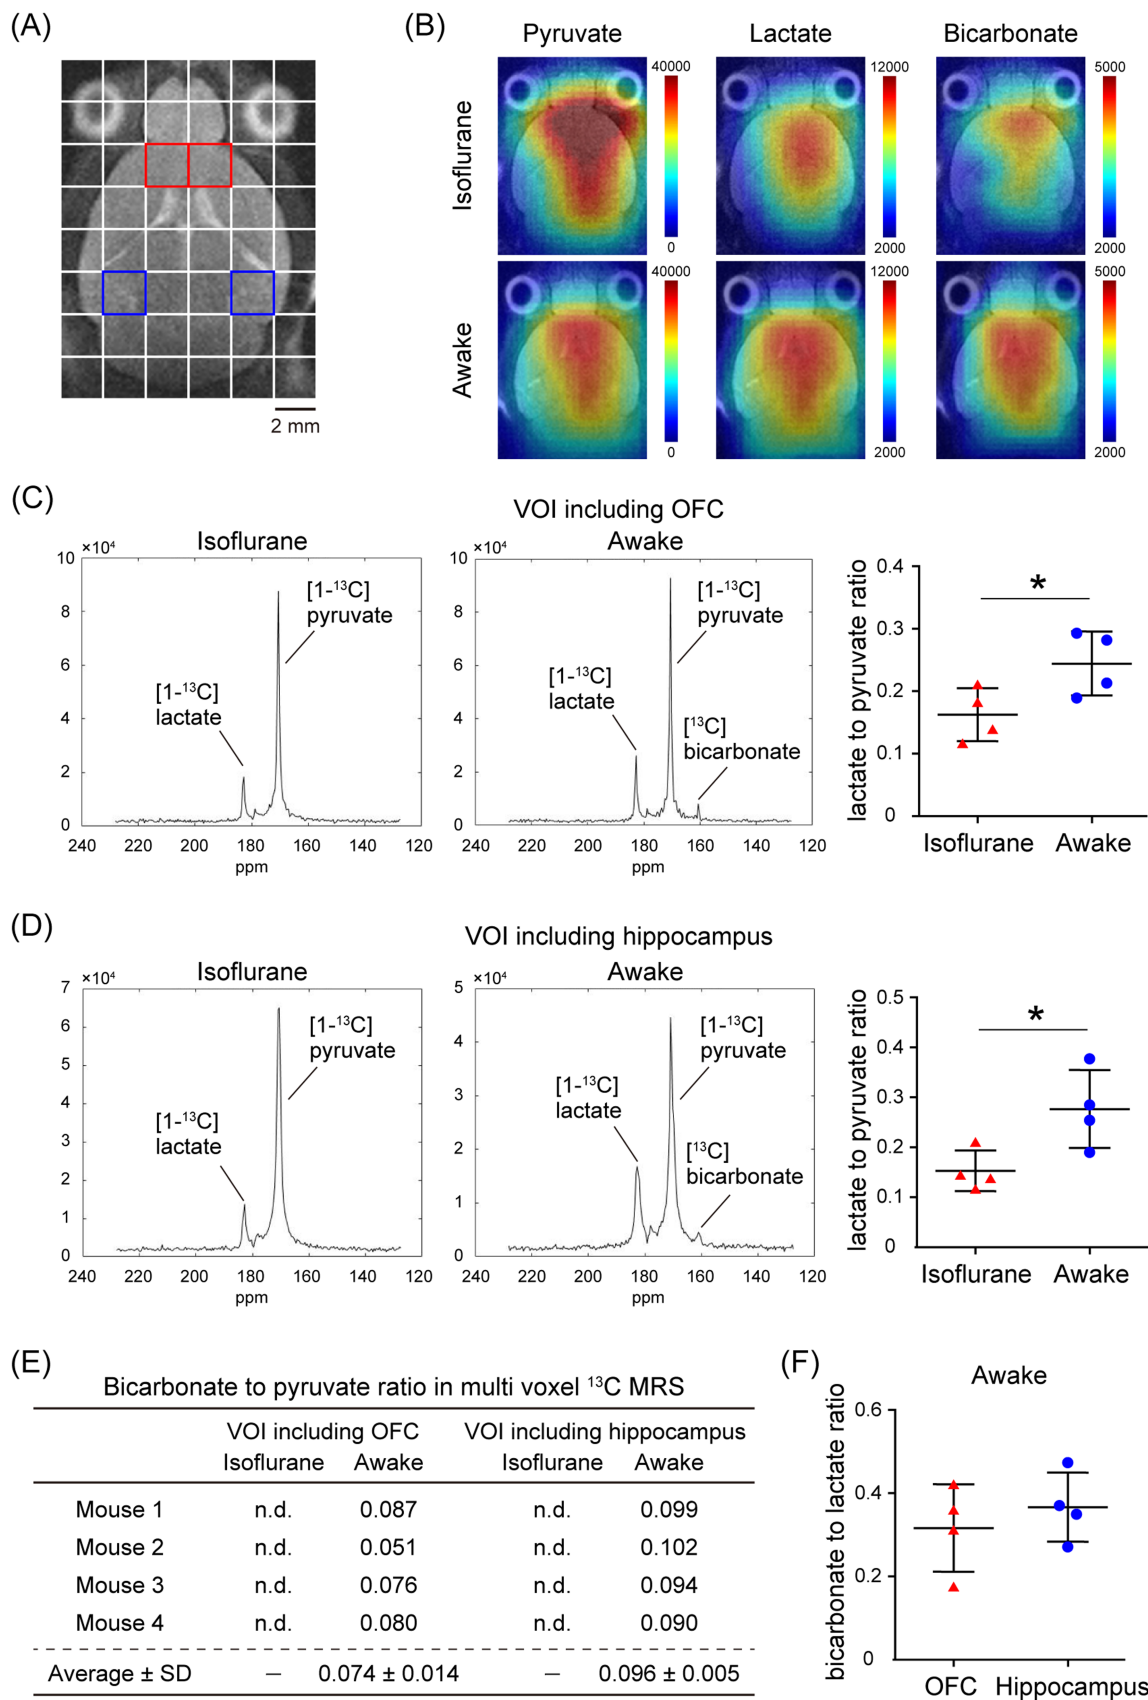 (A)
2 mm
(B)
Pyruvate Lactate Bicarbonate
Isoflurane
40000 12000 5000
0 2000 2000
Awake
40000 12000 5000
0 2000 2000
(C)
VOI including OFC
Isoflurane
×10⁴
10
8
6
4
2
0
240 220 200 180 160 140 120
ppm
[1-¹³C]
pyruvate
[1-¹³C]
lactate
Awake
×10⁴
10
8
6
4
2
0
240 220 200 180 160 140 120
ppm
[1-¹³C]
pyruvate
[1-¹³C]
lactate
[¹³C]
bicarbonate
lactate to pyruvate ratio
0.4
0.3
0.2
0.1
0
*
Isoflurane Awake
(D)
VOI including hippocampus
Isoflurane
×10⁴
7
6
5
4
3
2
1
0
240 220 200 180 160 140 120
ppm
[1-¹³C]
pyruvate
[1-¹³C]
lactate
Awake
×10⁴
5
4
3
2
1
0
240 220 200 180 160 140 120
ppm
[1-¹³C]
pyruvate
[1-¹³C]
lactate
[¹³C]
bicarbonate
lactate to pyruvate ratio
0.5
0.4
0.3
0.2
0.1
0
*
Isoflurane Awake
(E)
Bicarbonate to pyruvate ratio in multi voxel ¹³C MRS
VOI including OFC VOI including hippocampus
Isoflurane Awake Isoflurane Awake
Mouse 1 n.d. 0.087 n.d. 0.099
Mouse 2 n.d. 0.051 n.d. 0.102
Mouse 3 n.d. 0.076 n.d. 0.094
Mouse 4 n.d. 0.080 n.d. 0.090
Average ± SD – 0.074 ± 0.014 – 0.096 ± 0.005
(F)
Awake
bicarbonate to lactate ratio
0.6
0.4
0.2
0
OFC Hippocampus